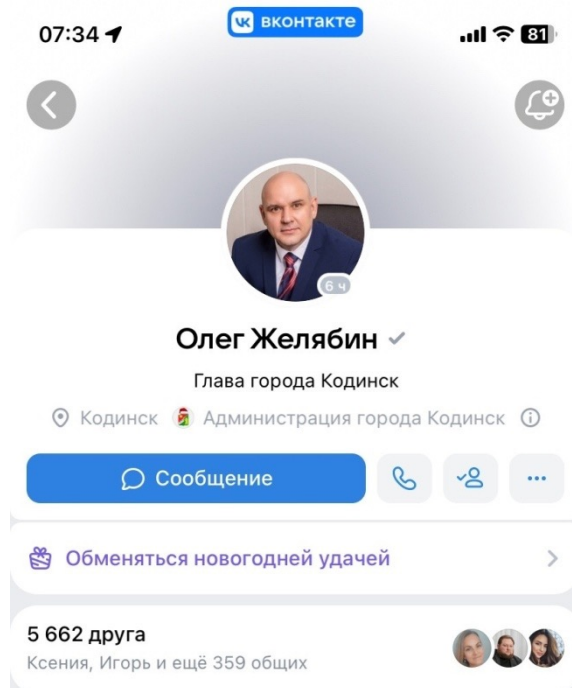 вконтакте
07:34
81
6 ч
Олег Желябин
Глава города Кодинск
Кодинск Администрация города Кодинск
Сообщение
Обменяться новогодней удачей
5 662 друга
Ксения, Игорь и ещё 359 общих